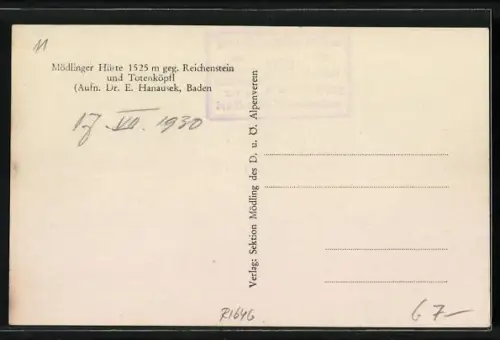 11
Mödlinger Hütte 1525 m geg. Reichenstein
und Totenköpfl
(Aufn. Dr. E. Hanausek, Baden
17. VII. 1930
Verlag: Sektion Mödling des D. u. Ö. Alpenverein
R1646
67-